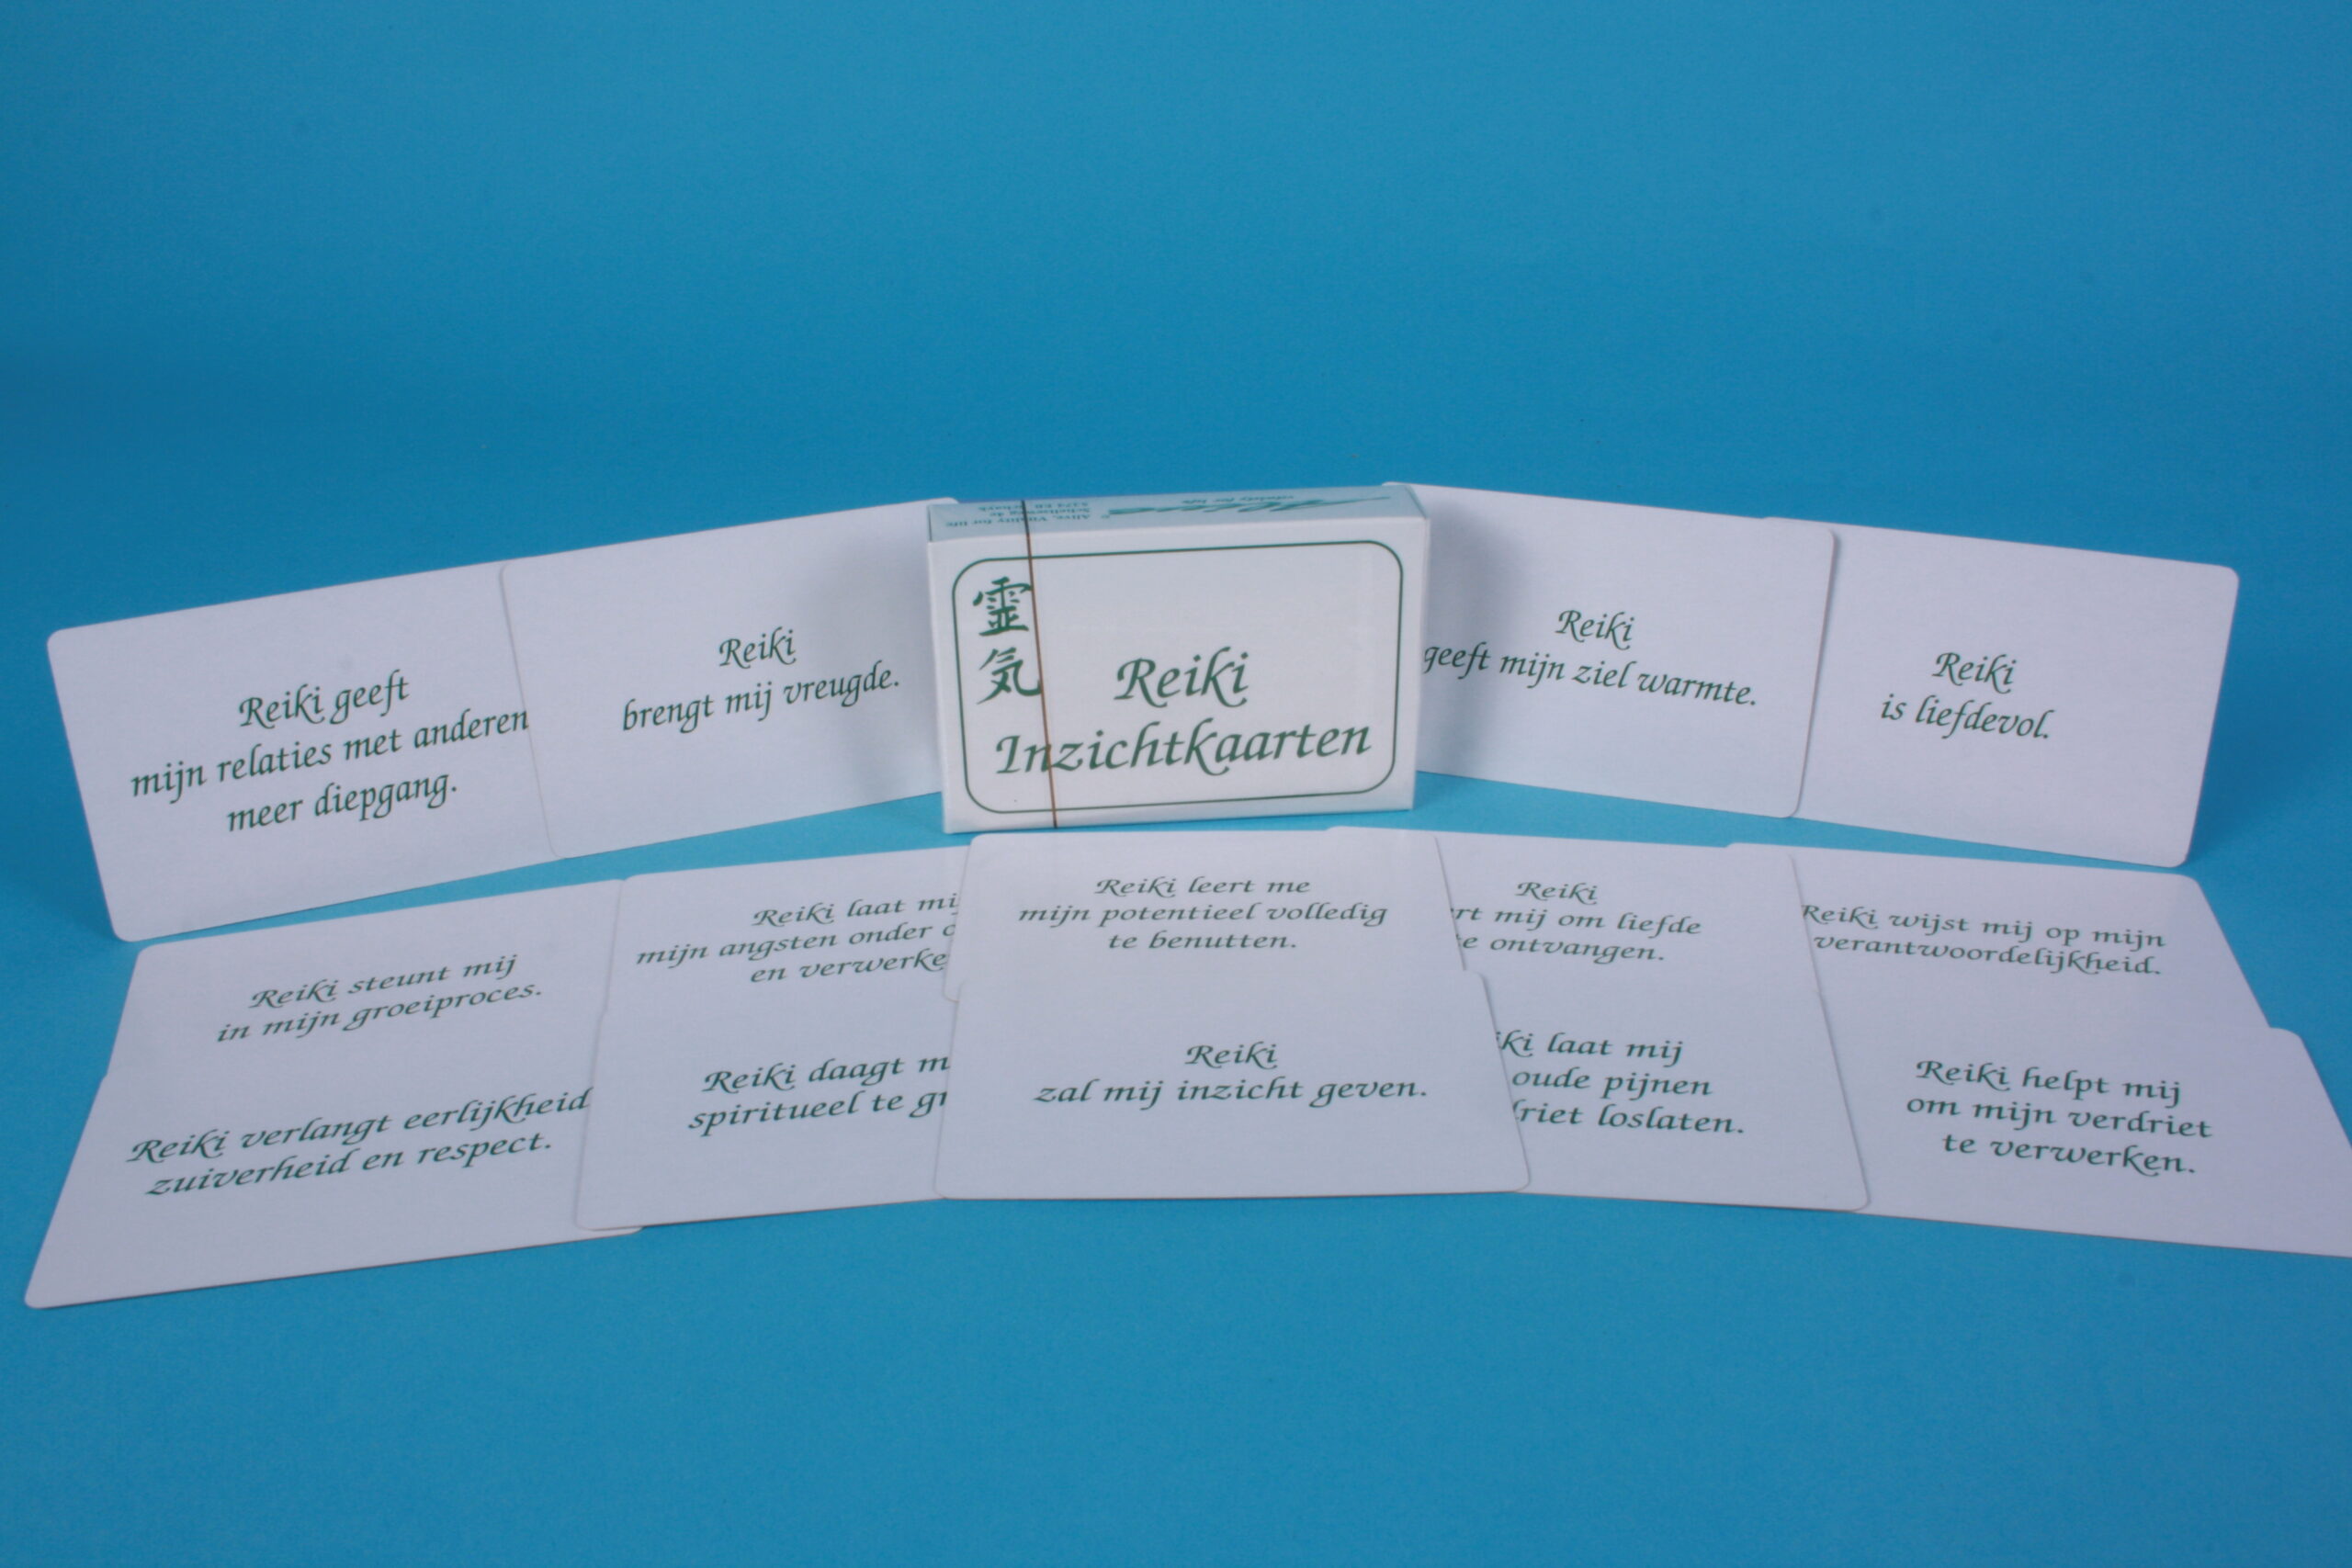 Reiki geeft
mijn relaties met anderen
meer diepgang.
Reiki
brengt mij vreugde.
霊
気
Reiki
Inzichtkaarten
Reiki
geeft mijn ziel warmte.
Reiki
is liefdevol.
Reiki steunt mij
in mijn groeiproces.
Reiki laat
mijn angsten onder
en
Reiki leert me
mijn potentieel volledig
te benutten.
Reiki
mij om liefde
ontvangen.
Reiki wijst mij op mijn
verantwoordelijkheid.
Reiki verlangt eerlijkheid
zuiverheid en respect.
Reiki daagt
spiritueel te
Reiki
zal mij inzicht geven.
laat mij
oude pijnen
loslaten.
Reiki helpt mij
om mijn verdriet
te verwerken.